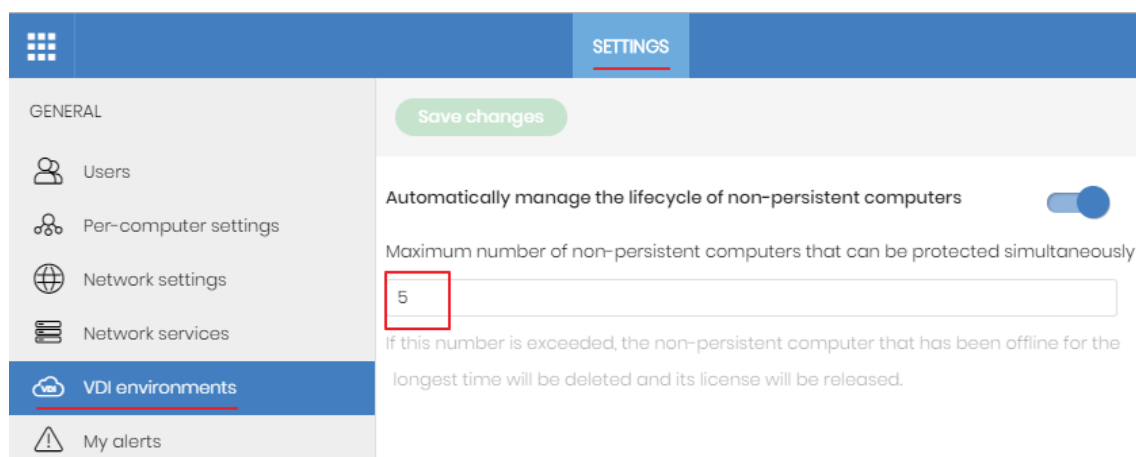 SETTINGS
GENERAL
Save changes
Users
Per-computer settings
Network settings
Network services
VDI
VDI environments
My alerts
Automatically manage the lifecycle of non-persistent computers
Maximum number of non-persistent computers that can be protected simultaneously
5
If this number is exceeded, the non-persistent computer that has been offline for the
longest time will be deleted and its license will be released.